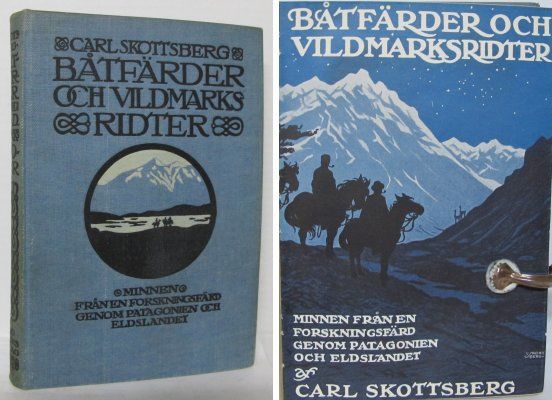 CARL SKOTTSBERG
BÅTFÄRDER
OCH VILDMARKS
RIDTER
MINNEN
FRÅN EN FORSKNINGSFÄRD
GENOM PATAGONIEN OCH
ELDSLANDET
BÅTFÄRDER OCH
VILDMARKSRIDTER
MINNEN FRÅN EN
FORSKNINGSFÄRD
GENOM PATAGONIEN
OCH ELDSLANDET
af
CARL SKOTTSBERG